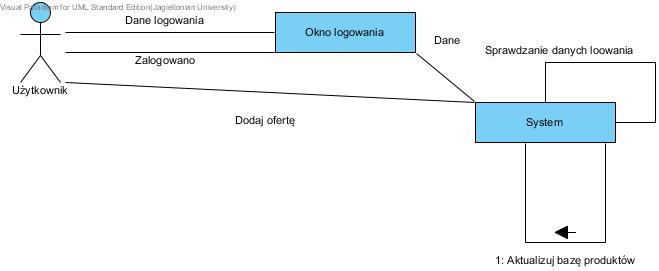 Visual Paradigm for UML Standard Edition(Jagiellonian University)
Dane logowania
Okno logowania
Dane
Zalogowano
Sprawdzanie danych loowania
Użytkownik
Dodaj ofertę
System
1: Aktualizuj bazę produktów